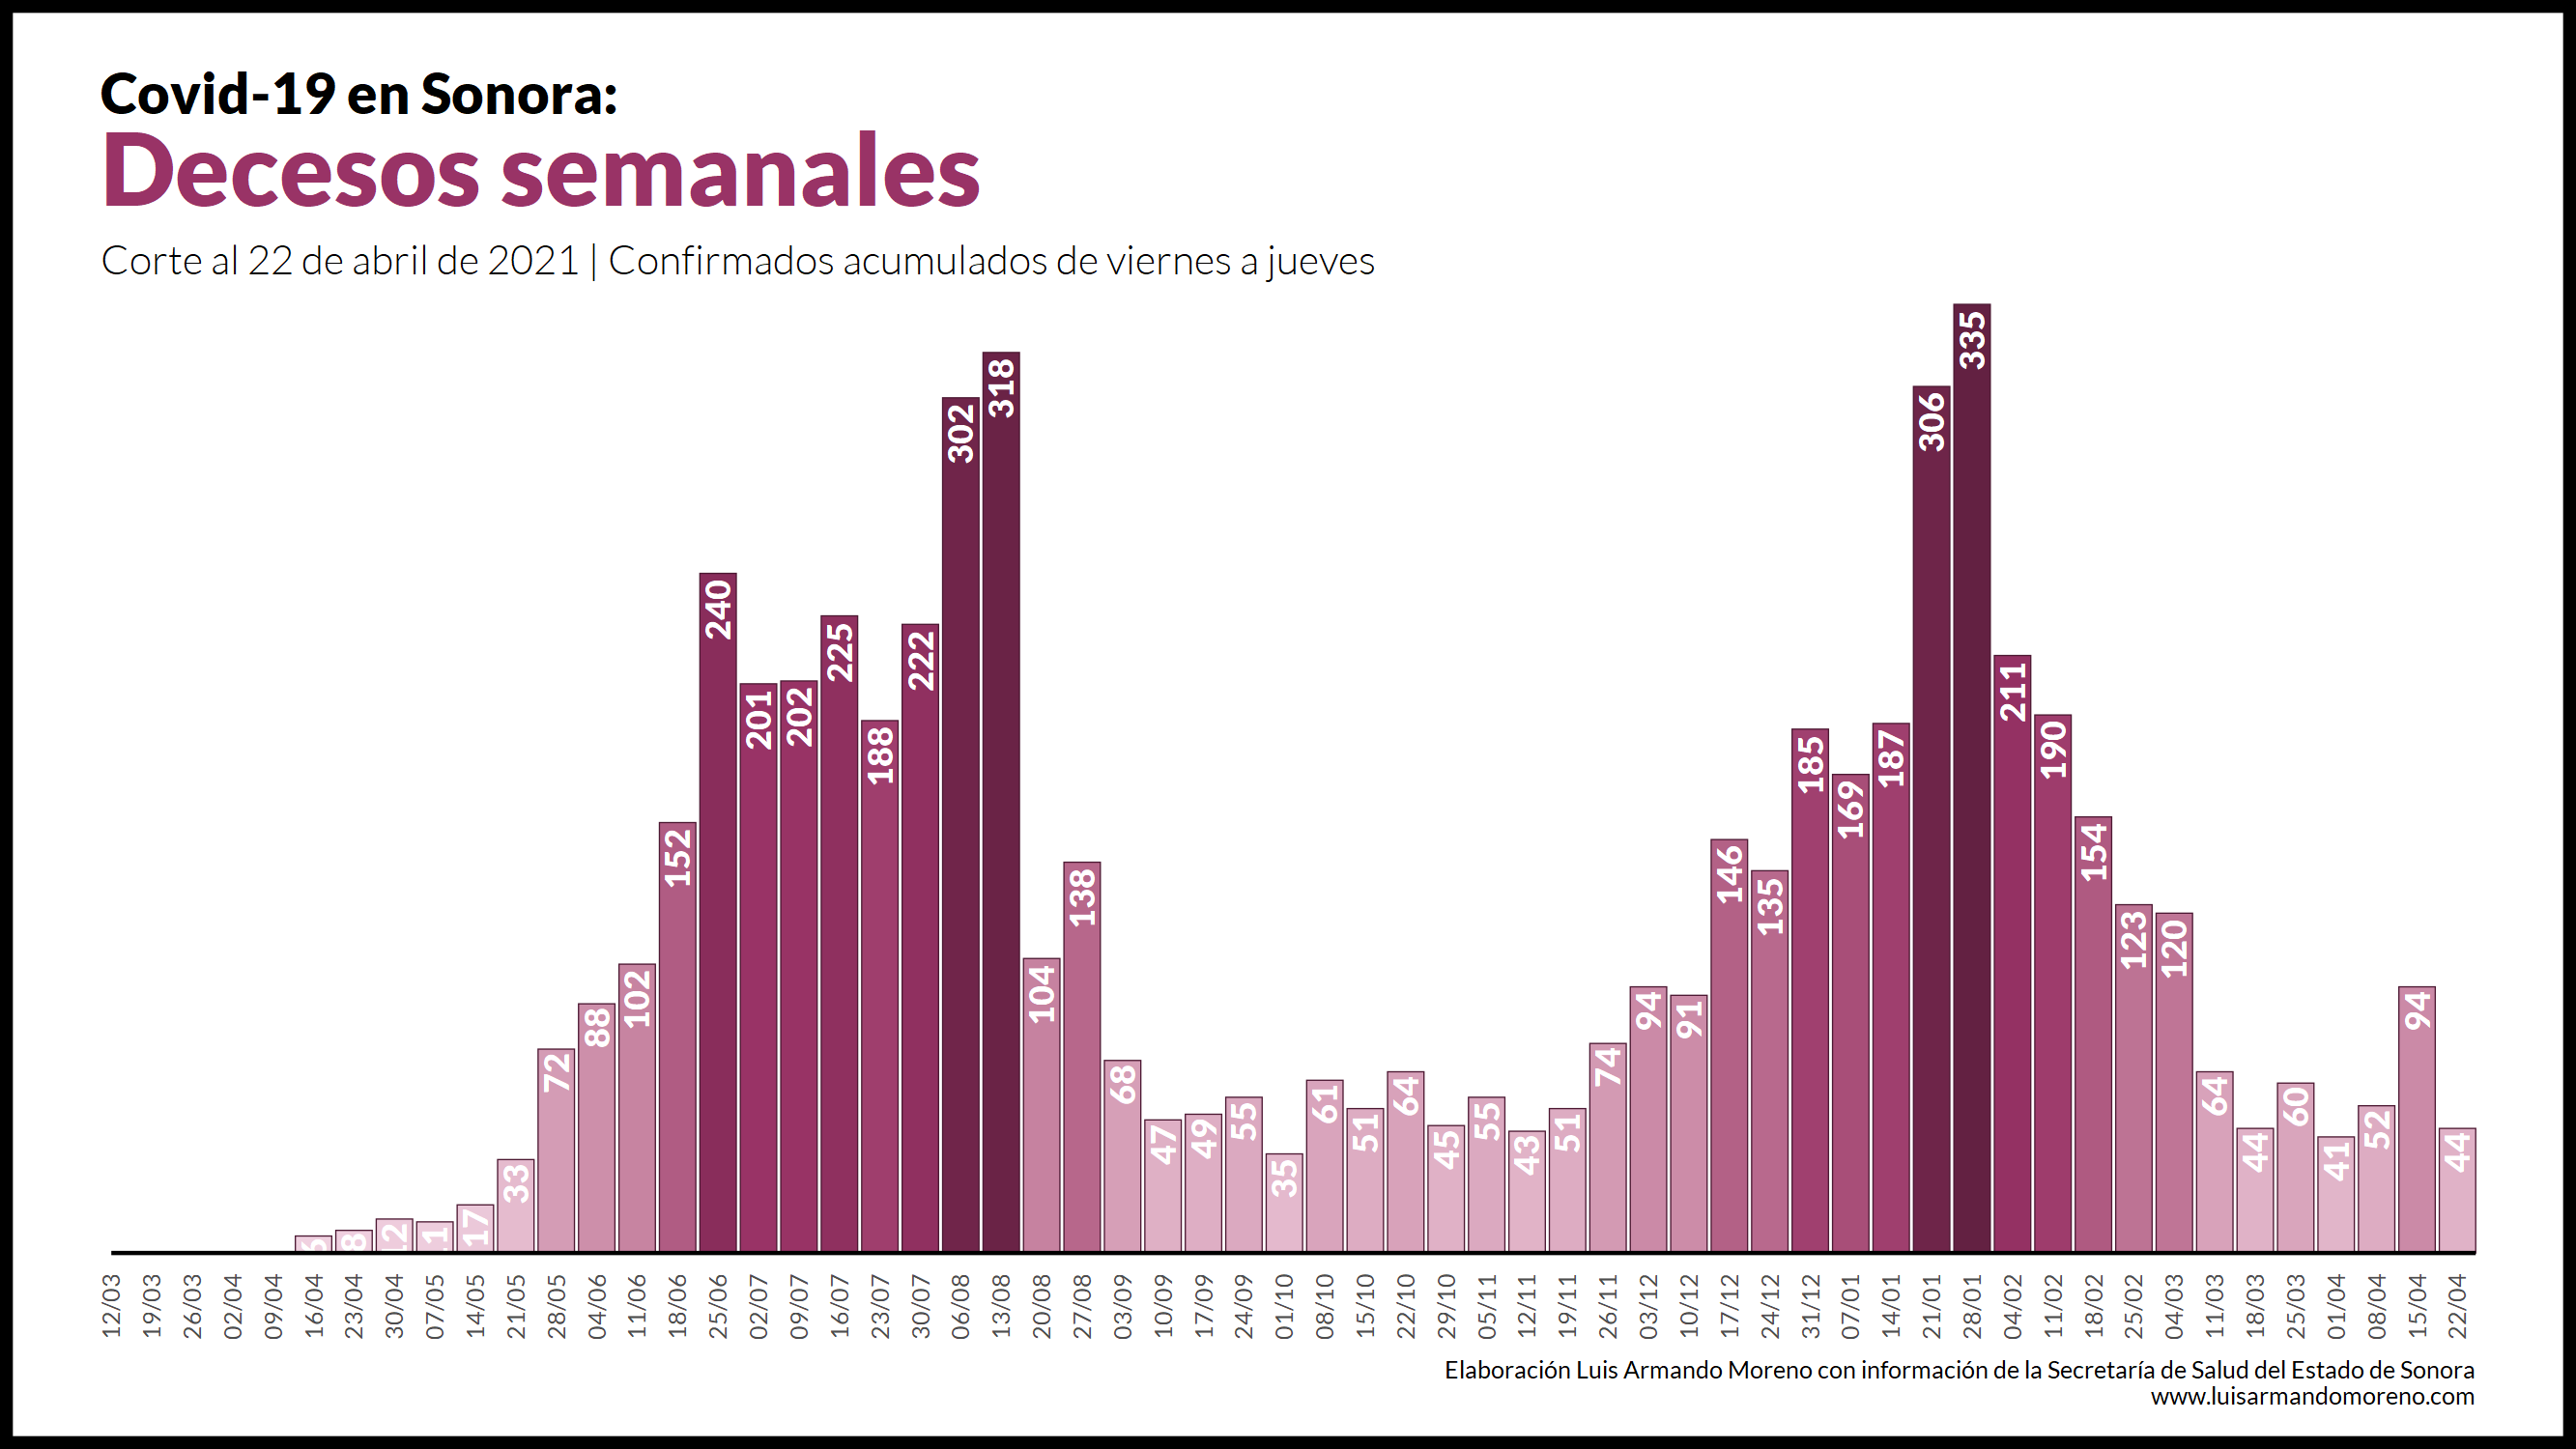 Covid-19 en Sonora:
Decesos semanales
Corte al 22 de abril de 2021 | Confirmados acumulados de viernes a jueves
6 8 12 11 17 33 72 88 102 152 240 201 202 225 188 222 302 318 104 138 68 47 49 55 35 61 51 64 45 55 43 51 74 94 91 146 135 185 169 187 306 335 211 190 154 123 120 64 44 60 41 52 94 44
12/03 19/03 26/03 02/04 09/04 16/04 23/04 30/04 07/05 14/05 21/05 28/05 04/06 11/06 18/06 25/06 02/07 09/07 16/07 23/07 30/07 06/08 13/08 20/08 27/08 03/09 10/09 17/09 24/09 01/10 08/10 15/10 22/10 29/10 05/11 12/11 19/11 26/11 03/12 10/12 17/12 24/12 31/12 07/01 14/01 21/01 28/01 04/02 11/02 18/02 25/02 04/03 11/03 18/03 25/03 01/04 08/04 15/04 22/04
Elaboración Luis Armando Moreno con información de la Secretaría de Salud del Estado de Sonora
www.luisarmandomoreno.com